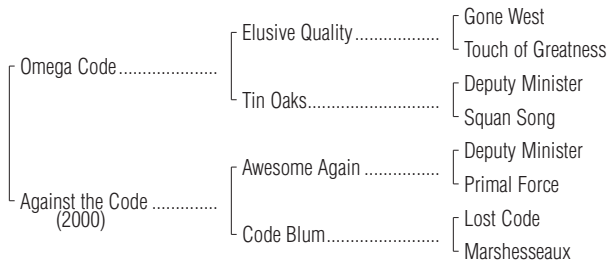 Gone West
Elusive Quality...................
Touch of Greatness
Omega Code......................
Deputy Minister
Tin Oaks.............................
Squan Song
Deputy Minister
Awesome Again .................
Primal Force
Against the Code ...............
(2000)
Lost Code
Code Blum.........................
Marshesseaux